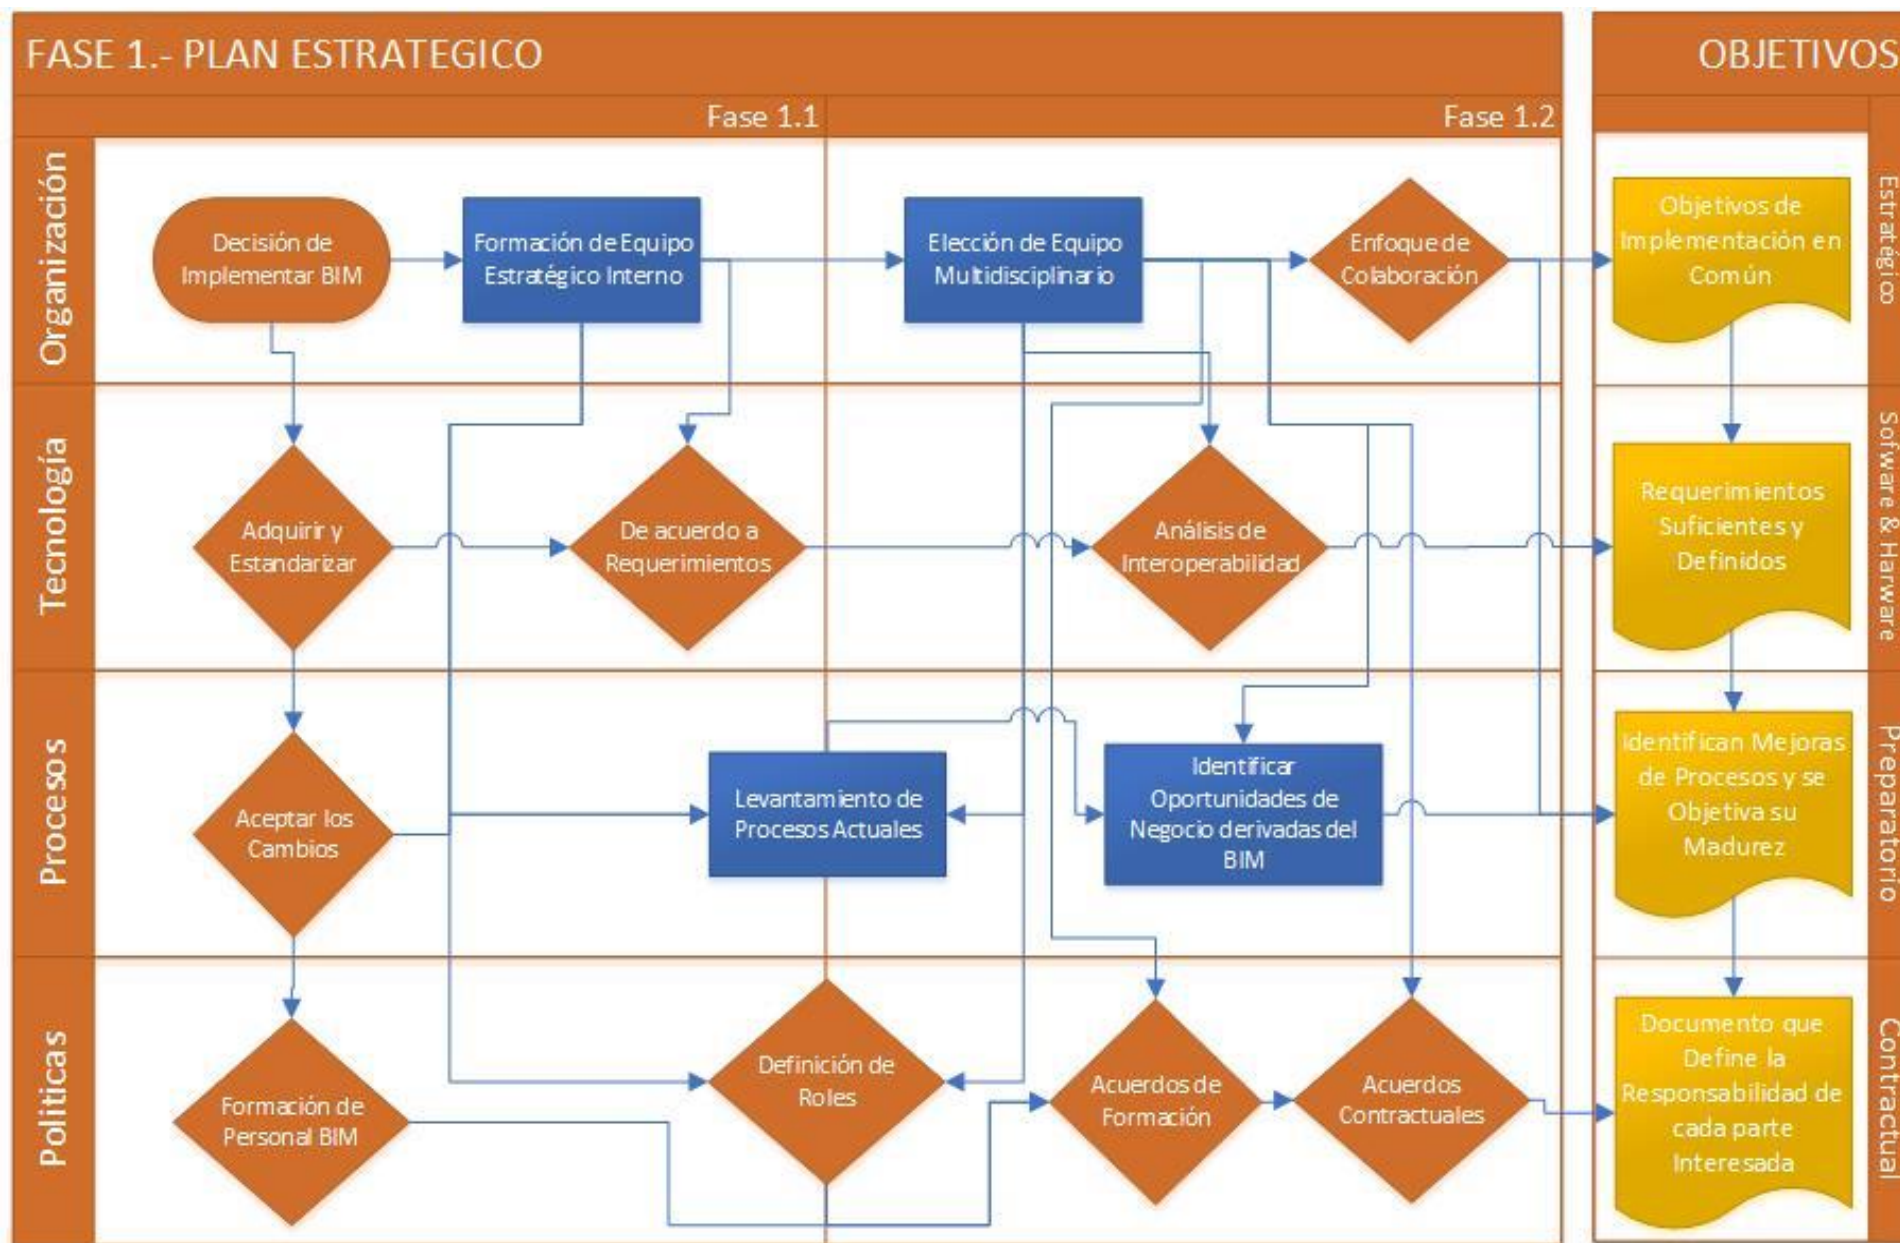 FASE 1.- PLAN ESTRATEGICO
OBJETIVOS
Fase 1.1
Fase 1.2
Organización
Decisión de
Implementar BIM
Formación de Equipo
Estratégico Interno
Elección de Equipo
Multidisciplinario
Enfoque de
Colaboración
Objetivos de
Implementación en
Común
Estratégico
Tecnología
Adquirir y
Estandarizar
De acuerdo a
Requerimientos
Análisis de
Interoperabilidad
Requerimientos
Suficientes y
Definidos
Sofware & Harware
Procesos
Aceptar los
Cambios
Levantamiento de
Procesos Actuales
Identificar
Oportunidades de
Negocio derivadas del
BIM
Identifican Mejoras
de Procesos y se
Objetiva su
Madurez
Preparatorio
Politicas
Formación de
Personal BIM
Definición de
Roles
Acuerdos de
Formación
Acuerdos
Contractuales
Documento que
Define la
Responsabilidad de
cada parte
Interesada
Contractual